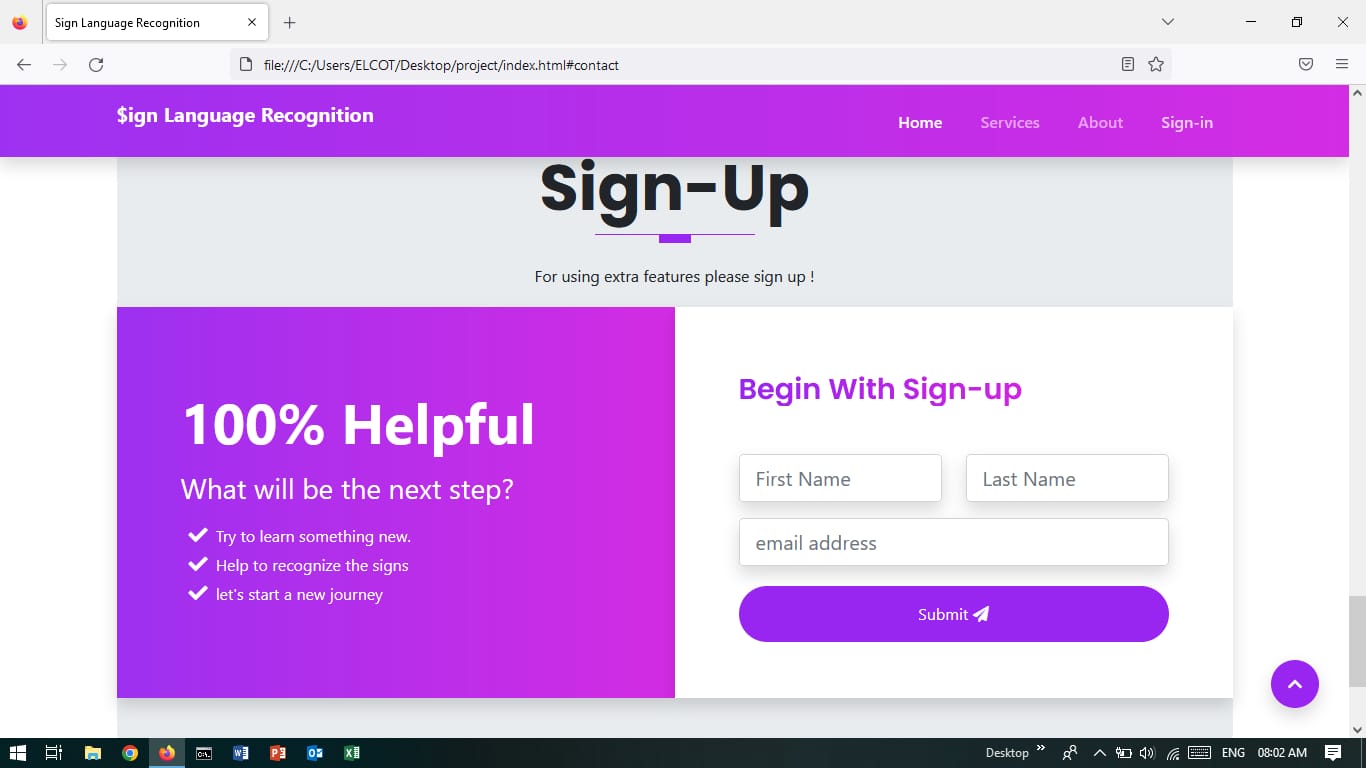 Sign Language Recognition
file:///C:/Users/ELCOT/Desktop/project/index.html#contact
$ign Language Recognition
Home Services About Sign-in
Sign-Up
For using extra features please sign up !
100% Helpful
What will be the next step?
Try to learn something new.
Help to recognize the signs
let's start a new journey
Begin With Sign-up
First Name Last Name
email address
Submit
Desktop ENG 08:02 AM